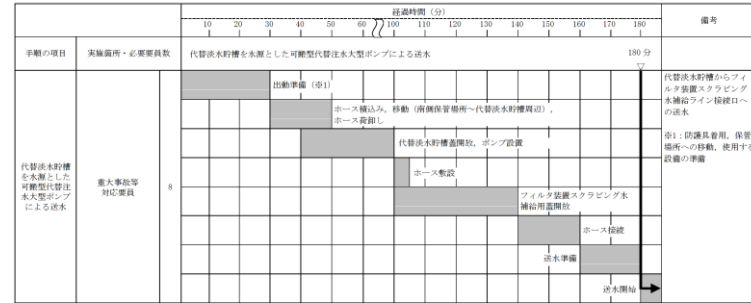 経過時間(分)
備考
10 20 30 40 50 60 70 100 110 120 130 140 150 160 170 180
手順の項目
実施箇所・必要要員数
代替淡水貯槽を水源とした可搬型代替注水大型ポンプによる送水
180 分
代替淡水貯槽
を水源とした
可搬型代替注
水大型ポンプ
による送水
重大事故等
対応要員
8
出動準備(※1)
ホース積込み,移動(南側保管場所~代替淡水貯槽周辺),
ホース荷卸し
代替淡水貯槽蓋開放,ポンプ設置
ホース敷設
フィルタ装置スクラビング水
補給用蓋開放
ホース接続
送水準備
送水開始
代替淡水貯槽からフィ
ルタ装置スクラビング
水補給ライン接続口へ
の送水
※1:防護具着用,保管
場所への移動,使用する
設備の準備